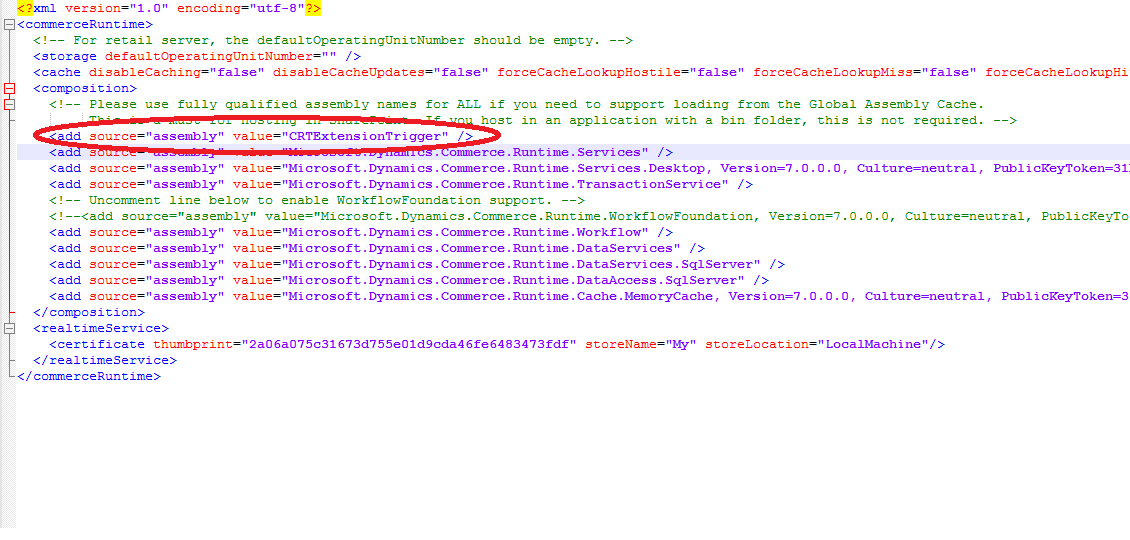 <?xml version="1.0" encoding="utf-8"?>
<commerceRuntime>
<!-- For retail server, the defaultOperatingUnitNumber should be empty. -->
<storage defaultOperatingUnitNumber="" />
<cache disableCaching="false" disableCacheUpdates="false" forceCacheLookupHostile="false" forceCacheLookupMiss="false" forceCacheLookupHi
<composition>
<!-- Please use fully qualified assembly names for ALL if you need to support loading from the Global Assembly Cache.
This is a must for hosting in SharePoint. If you host in an application with a bin folder, this is not required. -->
<add source="assembly" value="CRTExtensionTrigger" />
<add source="assembly" value="Microsoft.Dynamics.Commerce.Runtime.Services" />
<add source="assembly" value="Microsoft.Dynamics.Commerce.Runtime.Services.Desktop, Version=7.0.0.0, Culture=neutral, PublicKeyToken=31
<add source="assembly" value="Microsoft.Dynamics.Commerce.Runtime.TransactionService" />
<!-- Uncomment line below to enable WorkflowFoundation support. -->
<!--<add source="assembly" value="Microsoft.Dynamics.Commerce.Runtime.WorkflowFoundation, Version=7.0.0.0, Culture=neutral, PublicKeyTo
<add source="assembly" value="Microsoft.Dynamics.Commerce.Runtime.Workflow" />
<add source="assembly" value="Microsoft.Dynamics.Commerce.Runtime.DataServices" />
<add source="assembly" value="Microsoft.Dynamics.Commerce.Runtime.DataServices.SqlServer" />
<add source="assembly" value="Microsoft.Dynamics.Commerce.Runtime.DataAccess.SqlServer" />
<add source="assembly" value="Microsoft.Dynamics.Commerce.Runtime.Cache.MemoryCache, Version=7.0.0.0, Culture=neutral, PublicKeyToken=3
</composition>
<realtimeService>
<certificate thumbprint="2a06a075c31673d755e01d9cda46fe6483473fdf" storeName="My" storeLocation="LocalMachine"/>
</realtimeService>
</commerceRuntime>